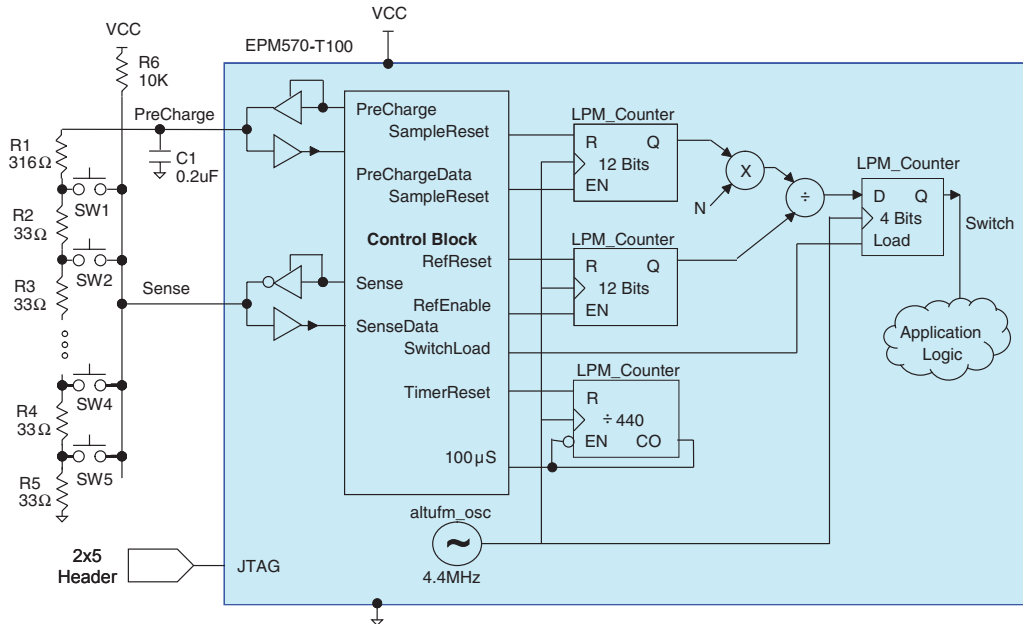 VCC
R6
10K
PreCharge
R1
316Ω
C1
0.2uF
SW1
R2
33Ω
SW2
R3
33Ω
Sense
SW4
R4
33Ω
SW5
R5
33Ω
2x5
Header
JTAG
EPM570-T100
VCC
PreCharge
SampleReset
PreChargeData
SampleReset
Control Block
RefReset
Sense
RefEnable
SenseData
SwitchLoad
TimerReset
100µS
LPM_Counter
R Q
12 Bits
EN
X
N
÷
LPM_Counter
D Q
4 Bits
Load
Switch
LPM_Counter
R Q
12 Bits
EN
Application
Logic
LPM_Counter
R
÷ 440
EN CO
altufm_osc
~
4.4MHz